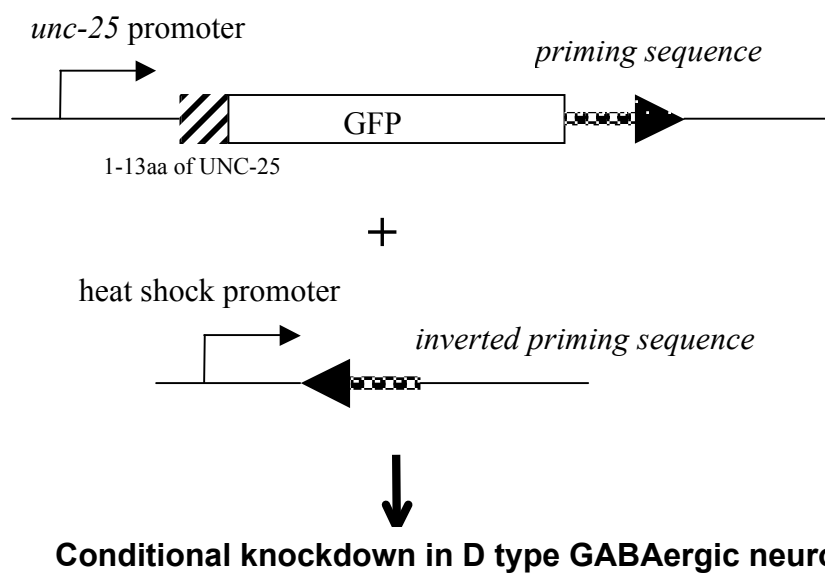 unc-25 promoter
priming sequence
GFP
1-13aa of UNC-25
+
heat shock promoter
inverted priming sequence
Conditional knockdown in D type GABAergic neuro